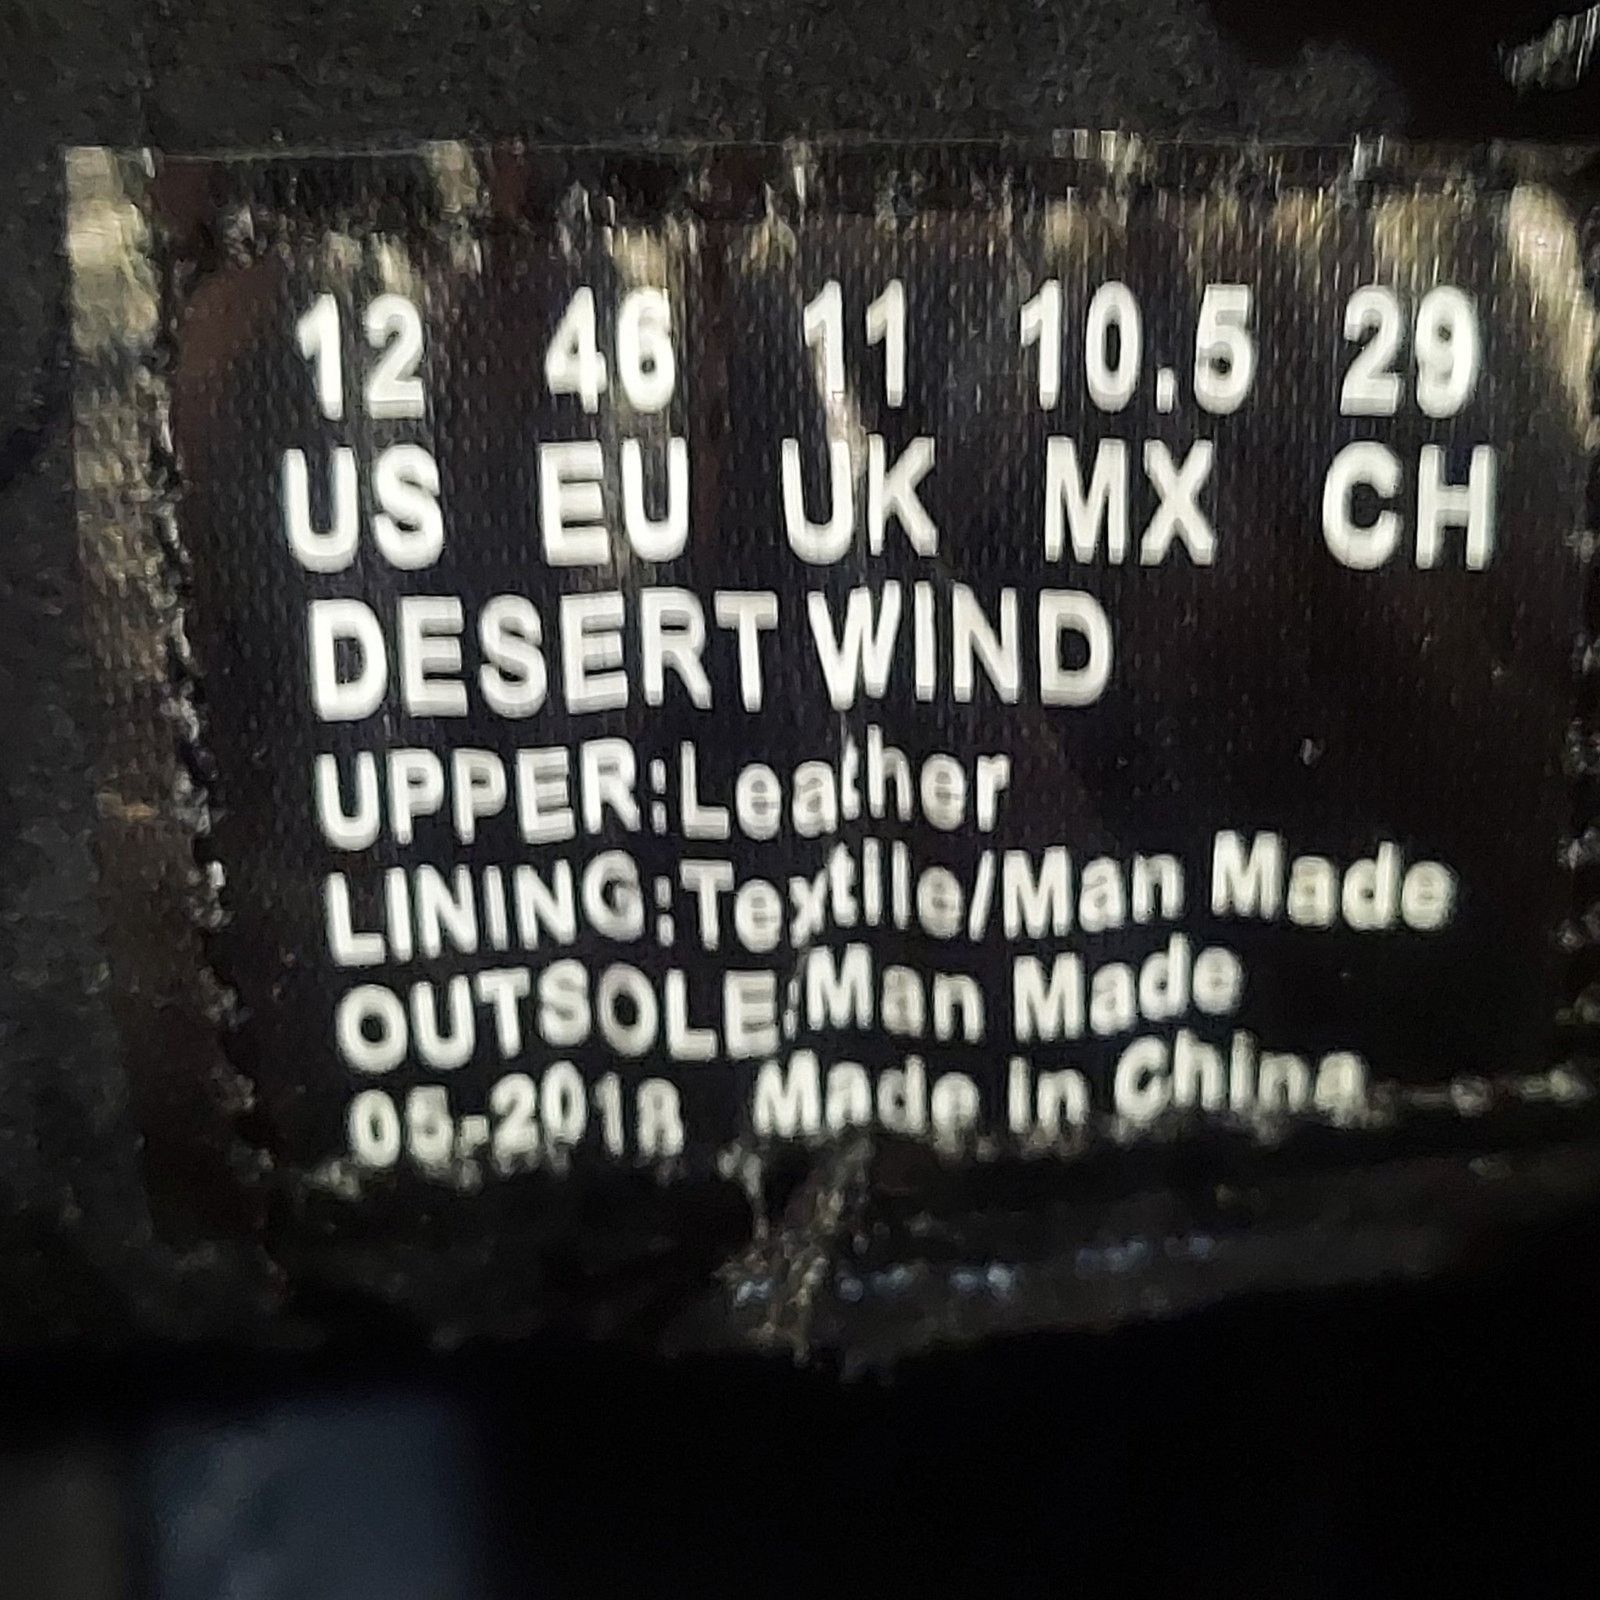 12 46 11 10.5 29
US EU UK MX CH
DESERT WIND
UPPER:Leather
LINING:Textile/Man Made
OUTSOLE:Man Made
05-2018 Made In China